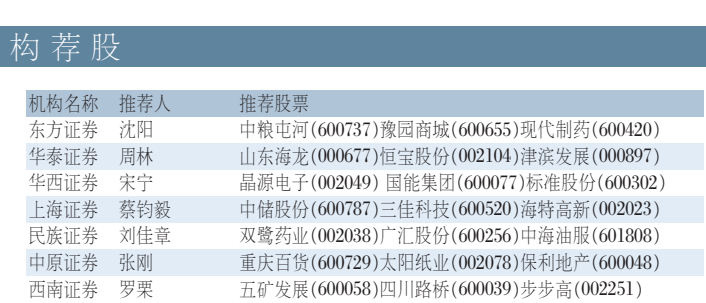 构荐股
机构名称 推荐人 推荐股票
东方证券 沈阳 中粮屯河(600737)豫园商城(600655)现代制药(600420)
华泰证券 周林 山东海龙(000677)恒宝股份(002104)津滨发展(000897)
华西证券 宋宁 晶源电子(002049) 国能集团(600077)标准股份(600302)
上海证券 蔡钧毅 中储股份(600787)三佳科技(600520)海特高新(002023)
民族证券 刘佳章 双鹭药业(002038)广汇股份(600256)中海油服(601808)
中原证券 张刚 重庆百货(600729)太阳纸业(002078)保利地产(600048)
西南证券 罗栗 五矿发展(600058)四川路桥(600039)步步高(002251)